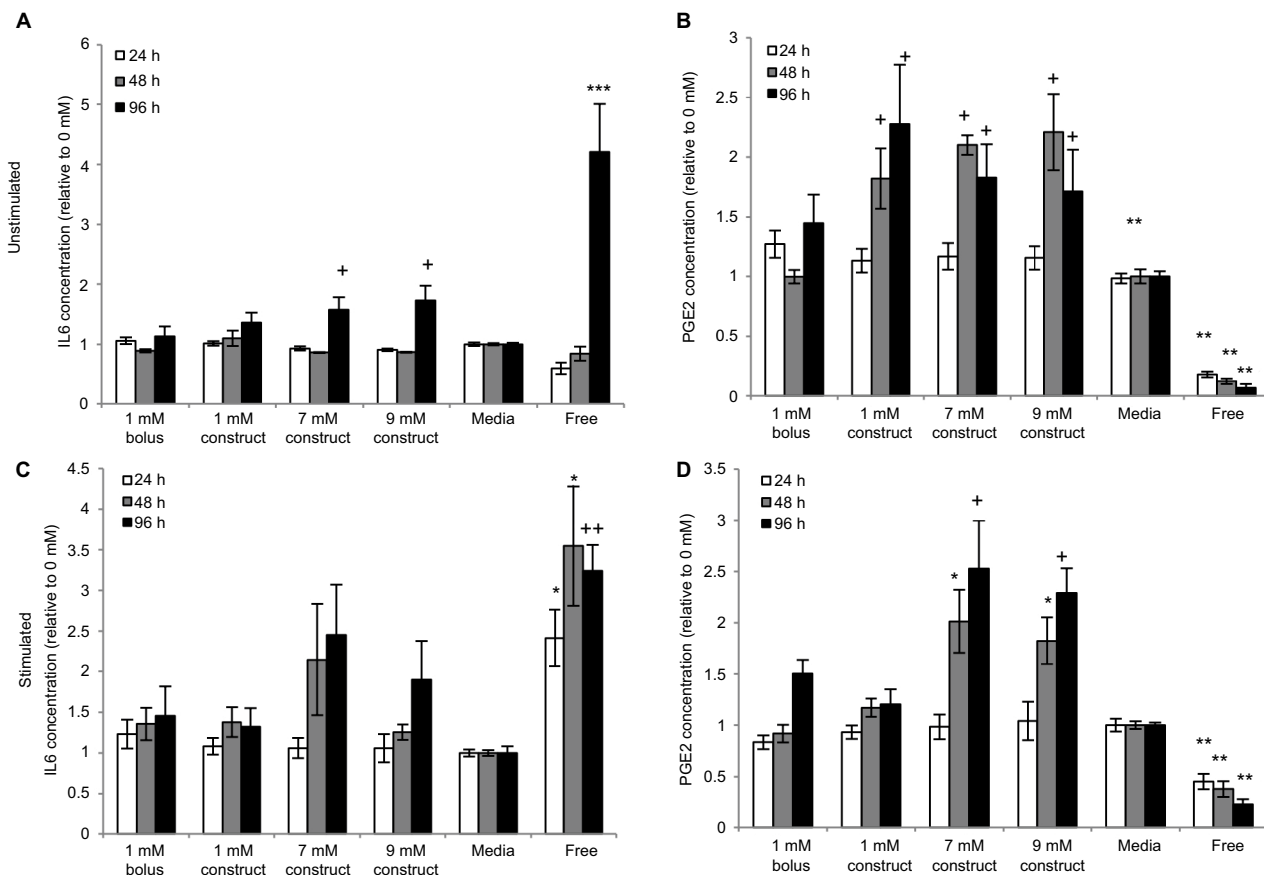 A
Unstimulated
IL6 concentration (relative to 0 mM)
6
5
4
3
2
1
0
24 h
48 h
96 h
+
+
***
1 mM bolus
1 mM construct
7 mM construct
9 mM construct
Media
Free
B
PGE2 concentration (relative to 0 mM)
3
2.5
2
1.5
1
0.5
0
24 h
48 h
96 h
+
+
+
+
+
+
**
**
**
**
1 mM bolus
1 mM construct
7 mM construct
9 mM construct
Media
Free
C
Stimulated
IL6 concentration (relative to 0 mM)
4.5
4
3.5
3
2.5
2
1.5
1
0.5
0
24 h
48 h
96 h
*
*
++
1 mM bolus
1 mM construct
7 mM construct
9 mM construct
Media
Free
D
PGE2 concentration (relative to 0 mM)
3.5
3
2.5
2
1.5
1
0.5
0
24 h
48 h
96 h
*
+
*
+
**
**
**
1 mM bolus
1 mM construct
7 mM construct
9 mM construct
Media
Free